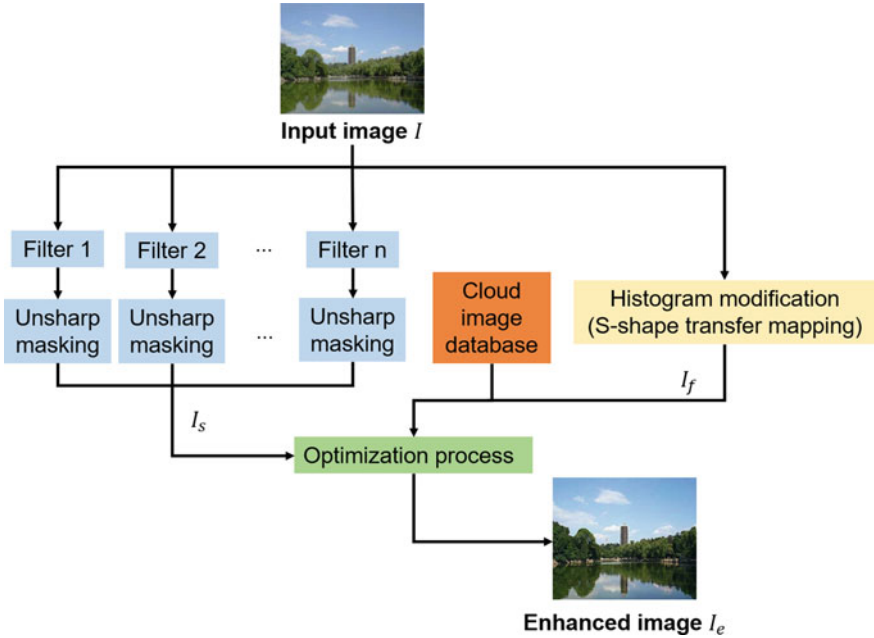 Input image I
Filter 1
Filter 2
...
Filter n
Unsharp
masking
Unsharp
masking
...
Unsharp
masking
Cloud
image
database
Histogram modification
(S-shape transfer mapping)
I_s
I_f
Optimization process
Enhanced image I_e